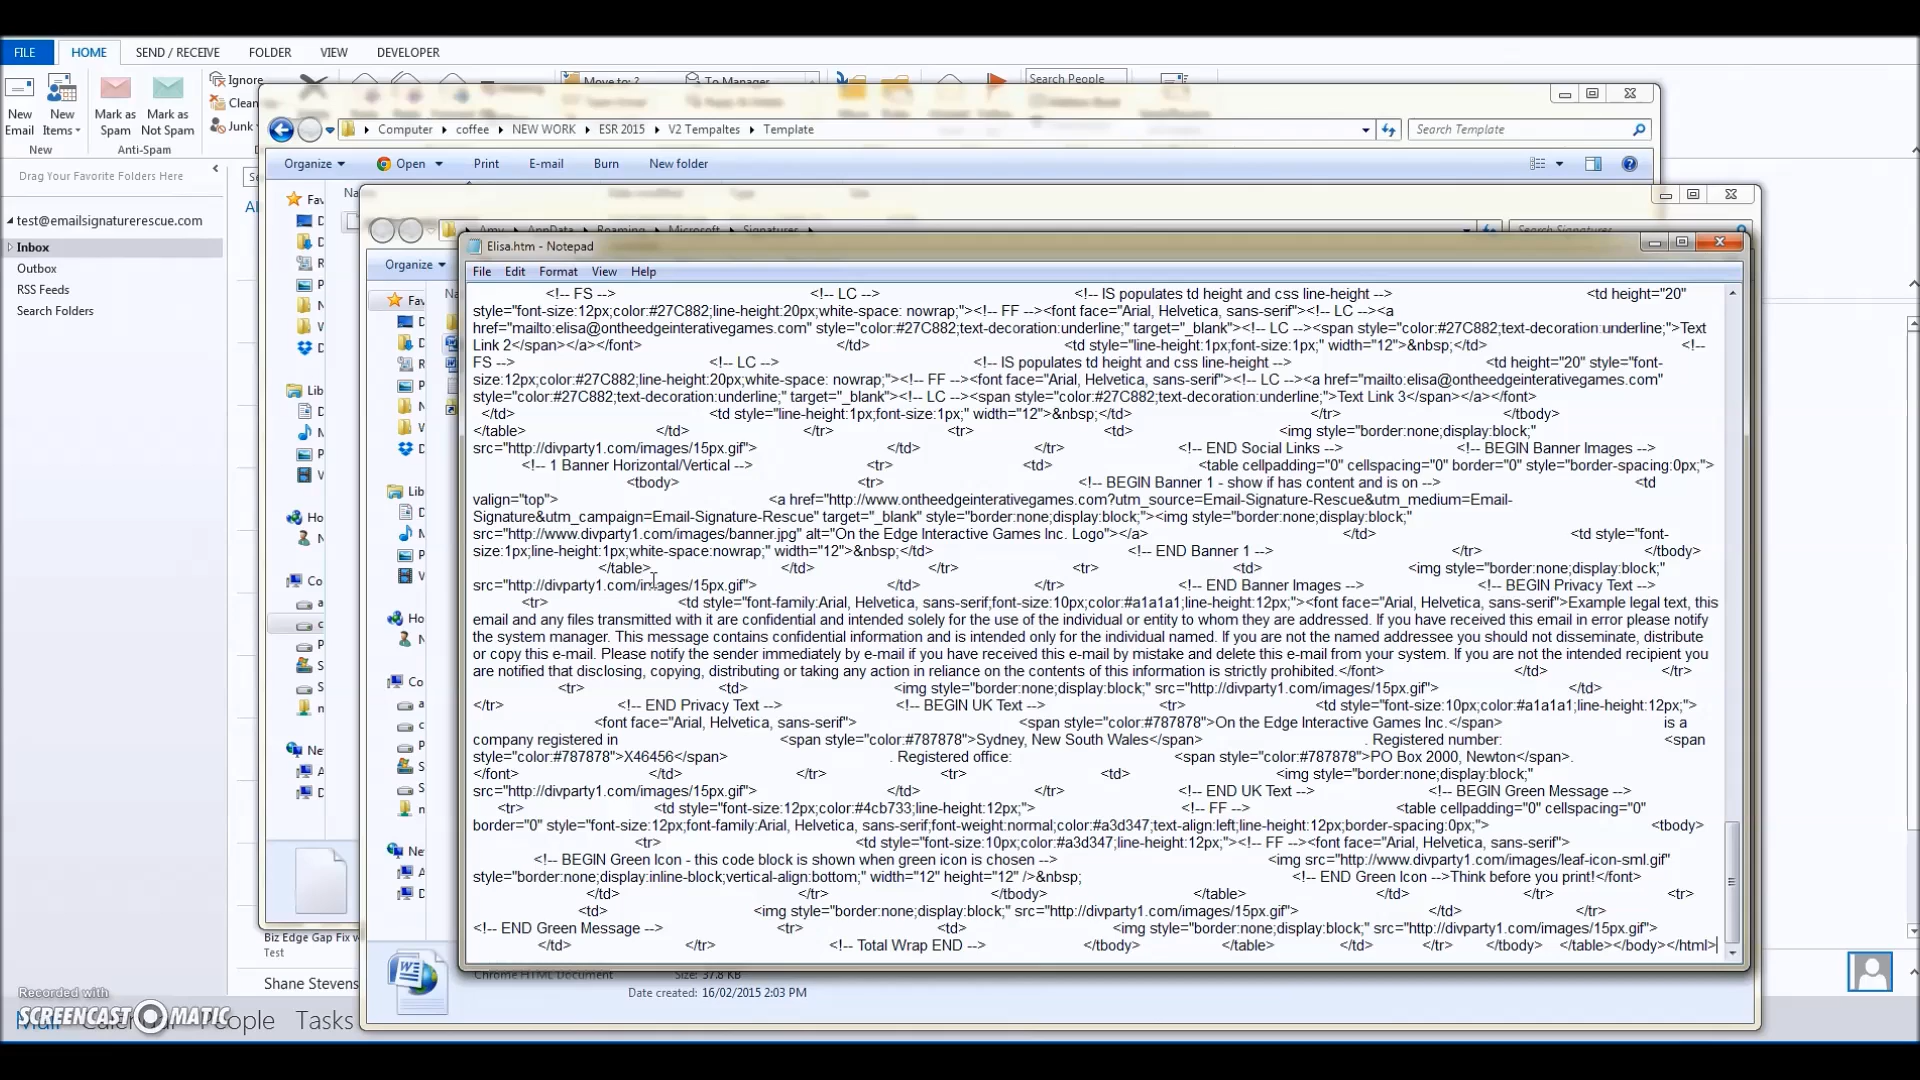 FILE HOME SEND / RECEIVE FOLDER VIEW DEVELOPER
Ignore Move to: ? To Manager Search People
Clean
Junk
New Email New Items Mark as Spam Mark as Not Spam
New Anti-Spam
Computer coffee NEW WORK ESR 2015 V2 Tempaltes Template Search Template
Organize Open Print E-mail Burn New folder
Drag Your Favorite Folders Here
test@emailsignaturerescue.com
Inbox
Outbox
RSS Feeds
Search Folders
Amy AppData Roaming Microsoft Signatures Search Signatures
Organize
Elisa.htm - Notepad
File Edit Format View Help
<!-- FS --> <!-- LC --> <!-- IS populates td height and css line-height --> <td height="20"
style="font-size:12px;color:#27C882;line-height:20px;white-space: nowrap;"><!-- FF --><font face="Arial, Helvetica, sans-serif"><!-- LC --><a
href="mailto:elisa@ontheedgeinterativegames.com" style="color:#27C882;text-decoration:underline;" target="_blank"><!-- LC --><span style="color:#27C882;text-decoration:underline;">Text
Link 2</span></a></font> </td> <td style="line-height:1px;font-size:1px;" width="12">&nbsp;</td> <!--
FS --> <!-- LC --> <!-- IS populates td height and css line-height --> <td height="20" style="font-
size:12px;color:#27C882;line-height:20px;white-space: nowrap;"><!-- FF --><font face="Arial, Helvetica, sans-serif"><!-- LC --><a href="mailto:elisa@ontheedgeinterativegames.com"
style="color:#27C882;text-decoration:underline;" target="_blank"><!-- LC --><span style="color:#27C882;text-decoration:underline;">Text Link 3</span></a></font>
</td> <td style="line-height:1px;font-size:1px;" width="12">&nbsp;</td> </tr> </tbody>
</table> </td> </tr> <tr> <td> <img style="border:none;display:block;"
src="http://divparty1.com/images/15px.gif"> </td> </tr> <!-- END Social Links --> <!-- BEGIN Banner Images -->
<!-- 1 Banner Horizontal/Vertical --> <tr> <td> <table cellpadding="0" cellspacing="0" border="0" style="border-spacing:0px;">
<tbody> <tr> <!-- BEGIN Banner 1 - show if has content and is on --> <td
valign="top"> <a href="http://www.ontheedgeinterativegames.com?utm_source=Email-Signature-Rescue&utm_medium=Email-
Signature&utm_campaign=Email-Signature-Rescue" target="_blank" style="border:none;display:block;"><img style="border:none;display:block;"
src="http://www.divparty1.com/images/banner.jpg" alt="On the Edge Interactive Games Inc. Logo"></a> </td> <td style="font-
size:1px;line-height:1px;white-space:nowrap;" width="12">&nbsp;</td> <!-- END Banner 1 --> </tr> </tbody>
</table> </td> </tr> <tr> <td> <img style="border:none;display:block;"
src="http://divparty1.com/images/15px.gif"> </td> </tr> <!-- END Banner Images --> <!-- BEGIN Privacy Text -->
<tr> <td style="font-family:Arial, Helvetica, sans-serif;font-size:10px;color:#a1a1a1;line-height:12px;"><font face="Arial, Helvetica, sans-serif">Example legal text, this
email and any files transmitted with it are confidential and intended solely for the use of the individual or entity to whom they are addressed. If you have received this email in error please notify
the system manager. This message contains confidential information and is intended only for the individual named. If you are not the named addressee you should not disseminate, distribute
or copy this e-mail. Please notify the sender immediately by e-mail if you have received this e-mail by mistake and delete this e-mail from your system. If you are not the intended recipient you
are notified that disclosing, copying, distributing or taking any action in reliance on the contents of this information is strictly prohibited.</font> </td> </tr>
<tr> <td> <img style="border:none;display:block;" src="http://divparty1.com/images/15px.gif"> </td>
</tr> <!-- END Privacy Text --> <!-- BEGIN UK Text --> <tr> <td style="font-size:10px;color:#a1a1a1;line-height:12px;">
<font face="Arial, Helvetica, sans-serif"> <span style="color:#787878">On the Edge Interactive Games Inc.</span> is a
company registered in <span style="color:#787878">Sydney, New South Wales</span> . Registered number: <span
style="color:#787878">X46456</span> . Registered office: <span style="color:#787878">PO Box 2000, Newton</span>.
</font> </td> </tr> <tr> <td> <img style="border:none;display:block;"
src="http://divparty1.com/images/15px.gif"> </td> </tr> <!-- END UK Text --> <!-- BEGIN Green Message -->
<tr> <td style="font-size:12px;color:#4cb733;line-height:12px;"> <!-- FF --> <table cellpadding="0" cellspacing="0"
border="0" style="font-size:12px;font-family:Arial, Helvetica, sans-serif;font-weight:normal;color:#a3d347;text-align:left;line-height:12px;border-spacing:0px;"> <tbody>
<tr> <td style="font-size:10px;color:#a3d347;line-height:12px;"><!-- FF --><font face="Arial, Helvetica, sans-serif">
<!-- BEGIN Green Icon - this code block is shown when green icon is chosen --> <img src="http://www.divparty1.com/images/leaf-icon-sml.gif"
style="border:none;display:inline-block;vertical-align:bottom;" width="12" height="12" />&nbsp; <!-- END Green Icon -->Think before you print!</font>
</td> </tr> </tbody> </table> </td> </tr> <tr>
<td> <img style="border:none;display:block;" src="http://divparty1.com/images/15px.gif"> </td> </tr>
<!-- END Green Message --> <tr> <td> <img style="border:none;display:block;" src="http://divparty1.com/images/15px.gif">
</td> </tr> <!-- Total Wrap END --> </tbody> </table> </td> </tr> </tbody> </table></body></html>
Biz Edge Gap Fix v
Test
Shane Stevens
Chrome HTML Document Size: 37.8 KB
Date created: 16/02/2015 2:03 PM
Recorded with
SCREENCAST MATIC
Mail Calendar People Tasks